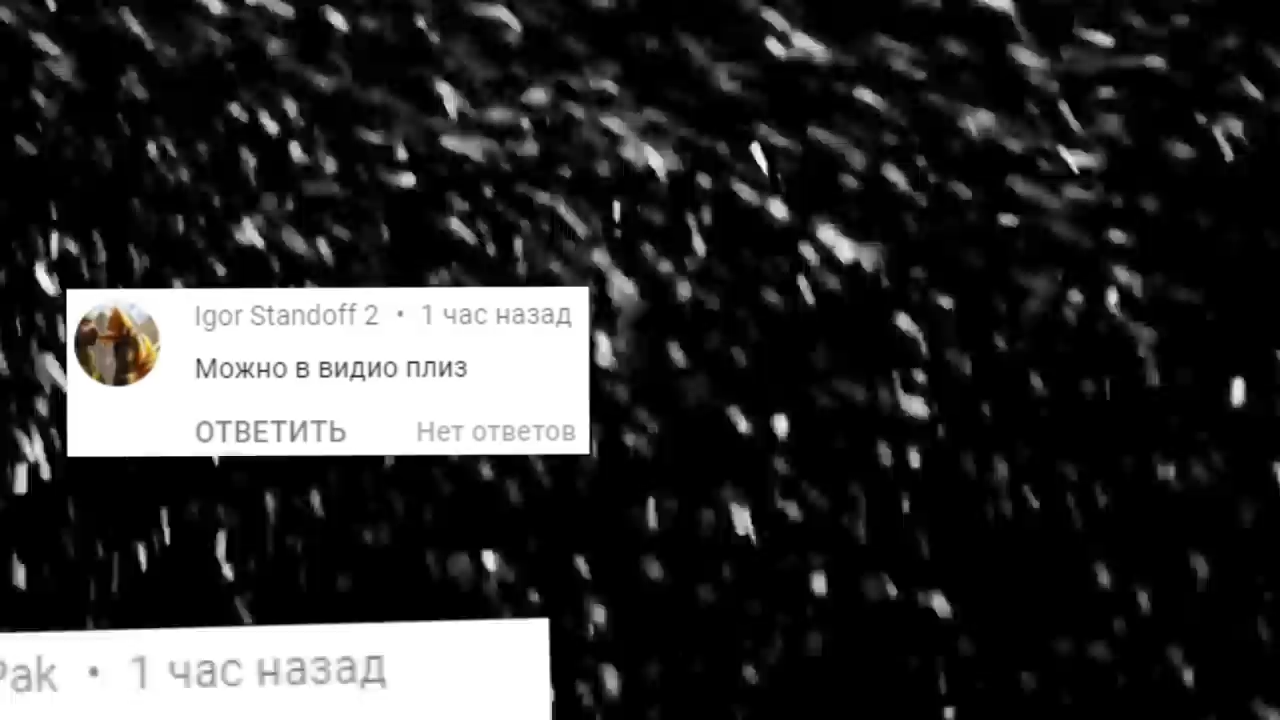 Igor Standoff 2 • 1 час назад
Можно в видио плиз
ОТВЕТИТЬ Нет ответов
Pak • 1 час назад